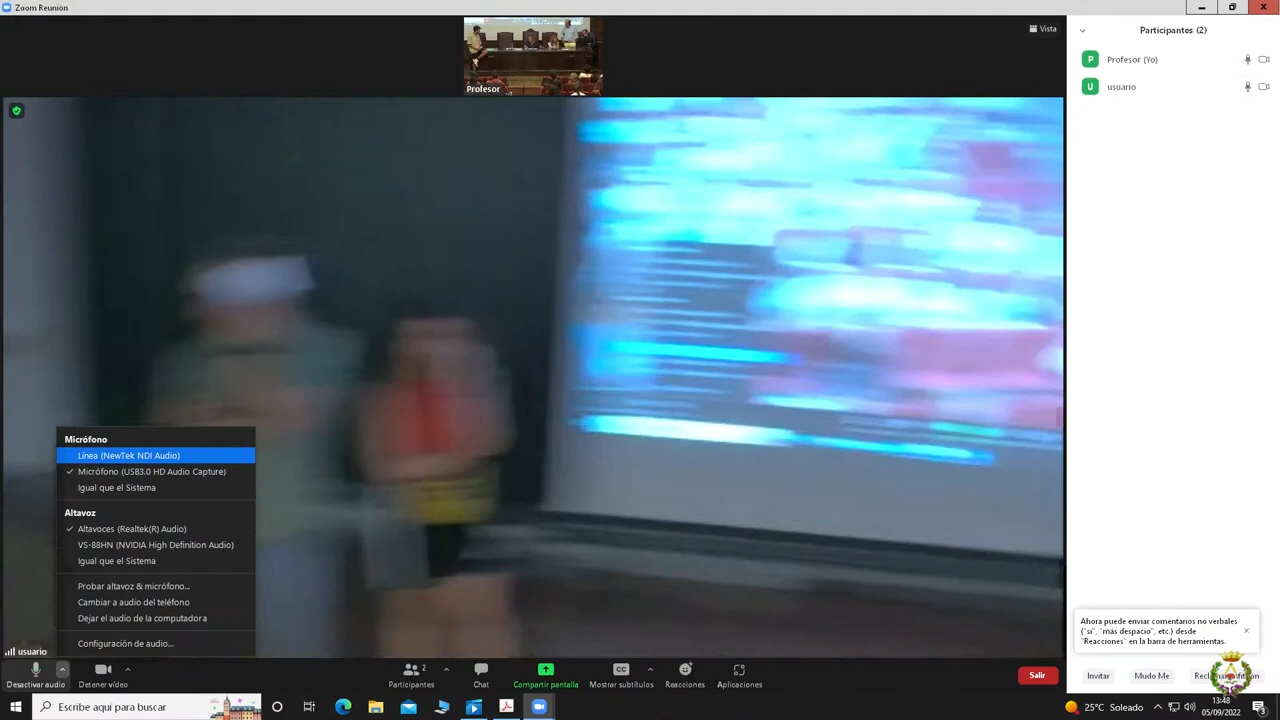 Zoom Reunión
Vista
Profesor
Participantes (2)
P
Profesor (Yo)
U
usuario
Micrófono
Línea (NewTek NDI Audio)
Micrófono (USB3.0 HD Audio Capture)
Igual que el Sistema
Altavoz
Altavoces (Realtek(R) Audio)
VS-88HN (NVIDIA High Definition Audio)
Igual que el Sistema
Probar altavoz & micrófono...
Cambiar a audio del teléfono
Dejar el audio de la computadora
Configuración de audio...
usuario
Ahora puede enviar comentarios no verbales
("sí", "más despacio", etc.) desde
"Reacciones" en la barra de herramientas.
Desactivar audio
Detener vídeo
2
Participantes
Chat
Compartir pantalla
CC
Mostrar subtítulos
Reacciones
Aplicaciones
Salir
Invitar
Mudo Me
Escribe aquí para buscar
25°C Soleado
13:48
05/09/2022
3